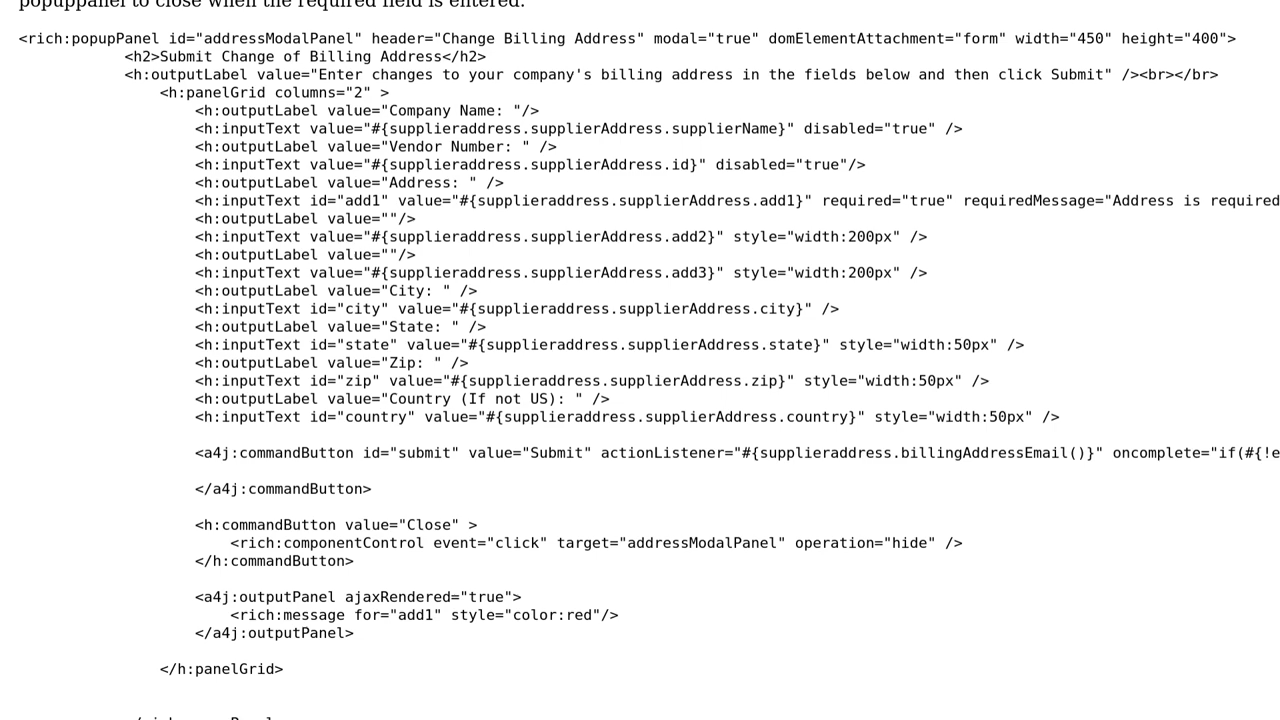 popuppanel to close when the required field is entered.
<rich:popupPanel id="addressModalPanel" header="Change Billing Address" modal="true" domElementAttachment="form" width="450" height="400">
<h2>Submit Change of Billing Address</h2>
<h:outputLabel value="Enter changes to your company's billing address in the fields below and then click Submit" /><br></br>
<h:panelGrid columns="2" >
<h:outputLabel value="Company Name: "/>
<h:inputText value="#{supplieraddress.supplierAddress.supplierName}" disabled="true" />
<h:outputLabel value="Vendor Number: " />
<h:inputText value="#{supplieraddress.supplierAddress.id}" disabled="true"/>
<h:outputLabel value="Address: " />
<h:inputText id="add1" value="#{supplieraddress.supplierAddress.add1}" required="true" requiredMessage="Address is required
<h:outputLabel value=""/>
<h:inputText value="#{supplieraddress.supplierAddress.add2}" style="width:200px" />
<h:outputLabel value=""/>
<h:inputText value="#{supplieraddress.supplierAddress.add3}" style="width:200px" />
<h:outputLabel value="City: " />
<h:inputText id="city" value="#{supplieraddress.supplierAddress.city}" />
<h:outputLabel value="State: " />
<h:inputText id="state" value="#{supplieraddress.supplierAddress.state}" style="width:50px" />
<h:outputLabel value="Zip: " />
<h:inputText id="zip" value="#{supplieraddress.supplierAddress.zip}" style="width:50px" />
<h:outputLabel value="Country (If not US): " />
<h:inputText id="country" value="#{supplieraddress.supplierAddress.country}" style="width:50px" />
<a4j:commandButton id="submit" value="Submit" actionListener="#{supplieraddress.billingAddressEmail()}" oncomplete="if(#{!e
</a4j:commandButton>
<h:commandButton value="Close" >
<rich:componentControl event="click" target="addressModalPanel" operation="hide" />
</h:commandButton>
<a4j:outputPanel ajaxRendered="true">
<rich:message for="add1" style="color:red"/>
</a4j:outputPanel>
</h:panelGrid>